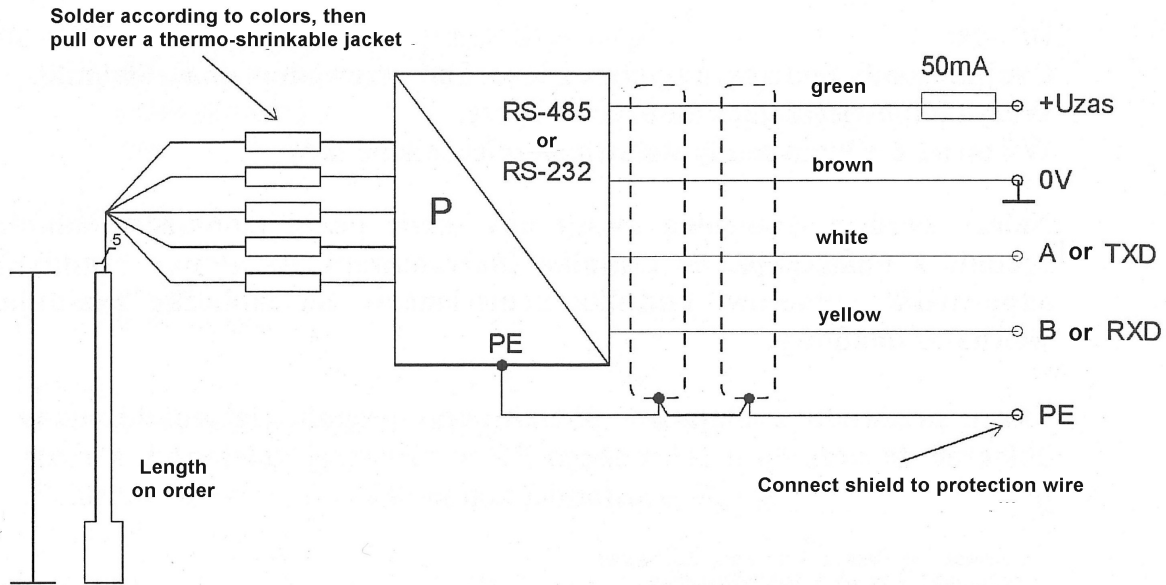 Solder according to colors, then
pull over a thermo-shrinkable jacket
50mA
green
+Uzas
RS-485
or
RS-232
brown
0V
P
5
white
A or TXD
yellow
B or RXD
PE
PE
Length
on order
Connect shield to protection wire